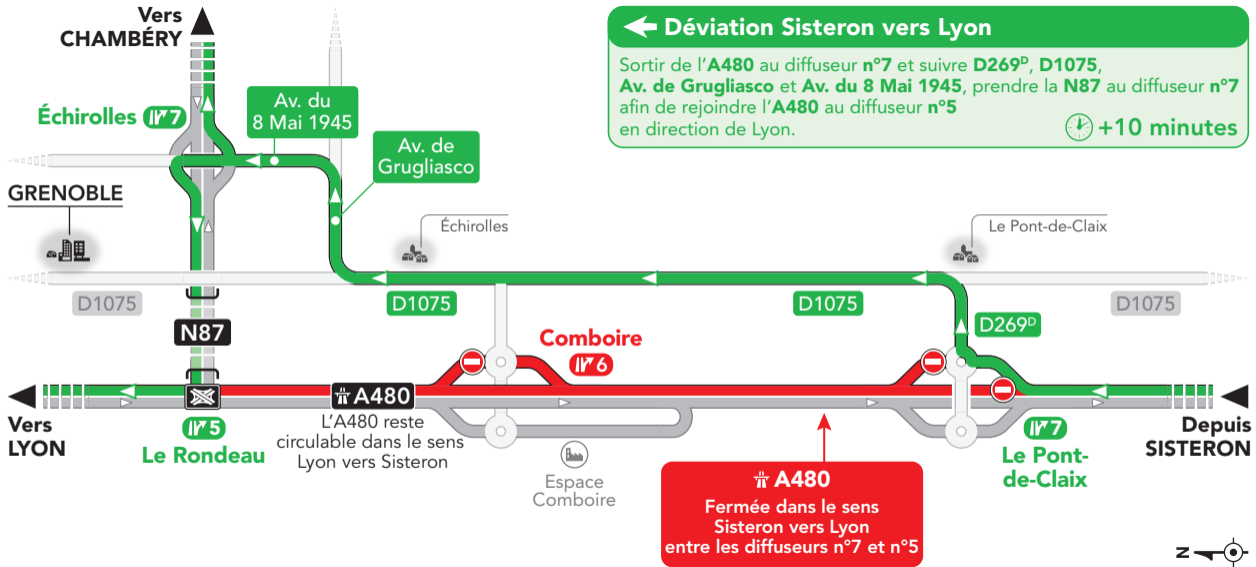 Vers
CHAMBÉRY
Déviation Sisteron vers Lyon
Sortir de l'A480 au diffuseur n°7 et suivre D269ᴰ, D1075,
Av. de Grugliasco et Av. du 8 Mai 1945, prendre la N87 au diffuseur n°7
afin de rejoindre l'A480 au diffuseur n°5
en direction de Lyon.
+10 minutes
Échirolles 7
Av. du
8 Mai 1945
Av. de
Grugliasco
GRENOBLE
Échirolles
Le Pont-de-Claix
D1075
D1075
D1075
D1075
D269ᴰ
N87
Comboire
6
A480
L'A480 reste
circulable dans le sens
Lyon vers Sisteron
Vers
LYON
5
Le Rondeau
Espace
Comboire
A480
Fermée dans le sens
Sisteron vers Lyon
entre les diffuseurs n°7 et n°5
7
Le Pont-
de-Claix
Depuis
SISTERON
N